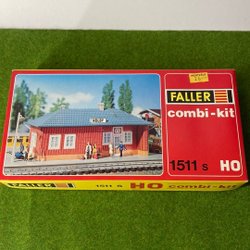 FALLER
combi-kit
1511 s
HO
FALLER
1511 s
HO
combi-kit